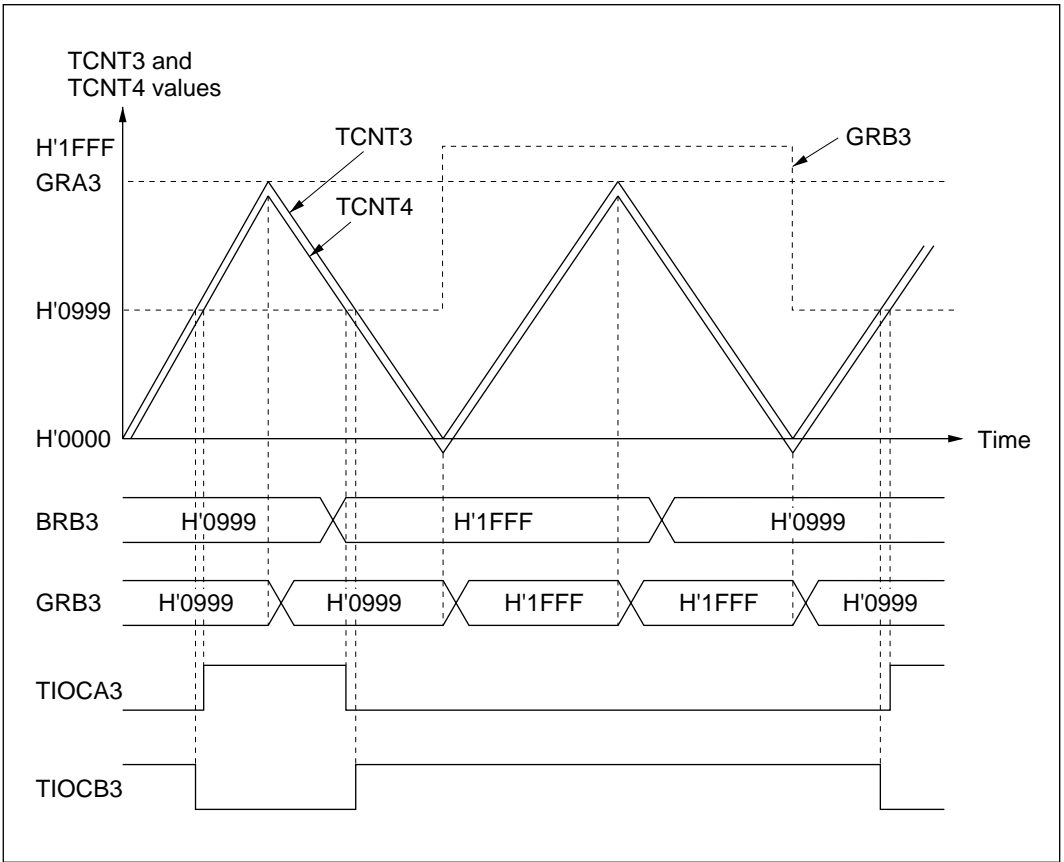 TCNT3 and
TCNT4 values
TCNT3
GRB3
H'1FFF
GRA3
TCNT4
H'0999
H'0000
Time
BRB3
H'0999
H'1FFF
H'0999
GRB3
H'0999
H'0999
H'1FFF
H'1FFF
H'0999
TIOCA3
TIOCB3